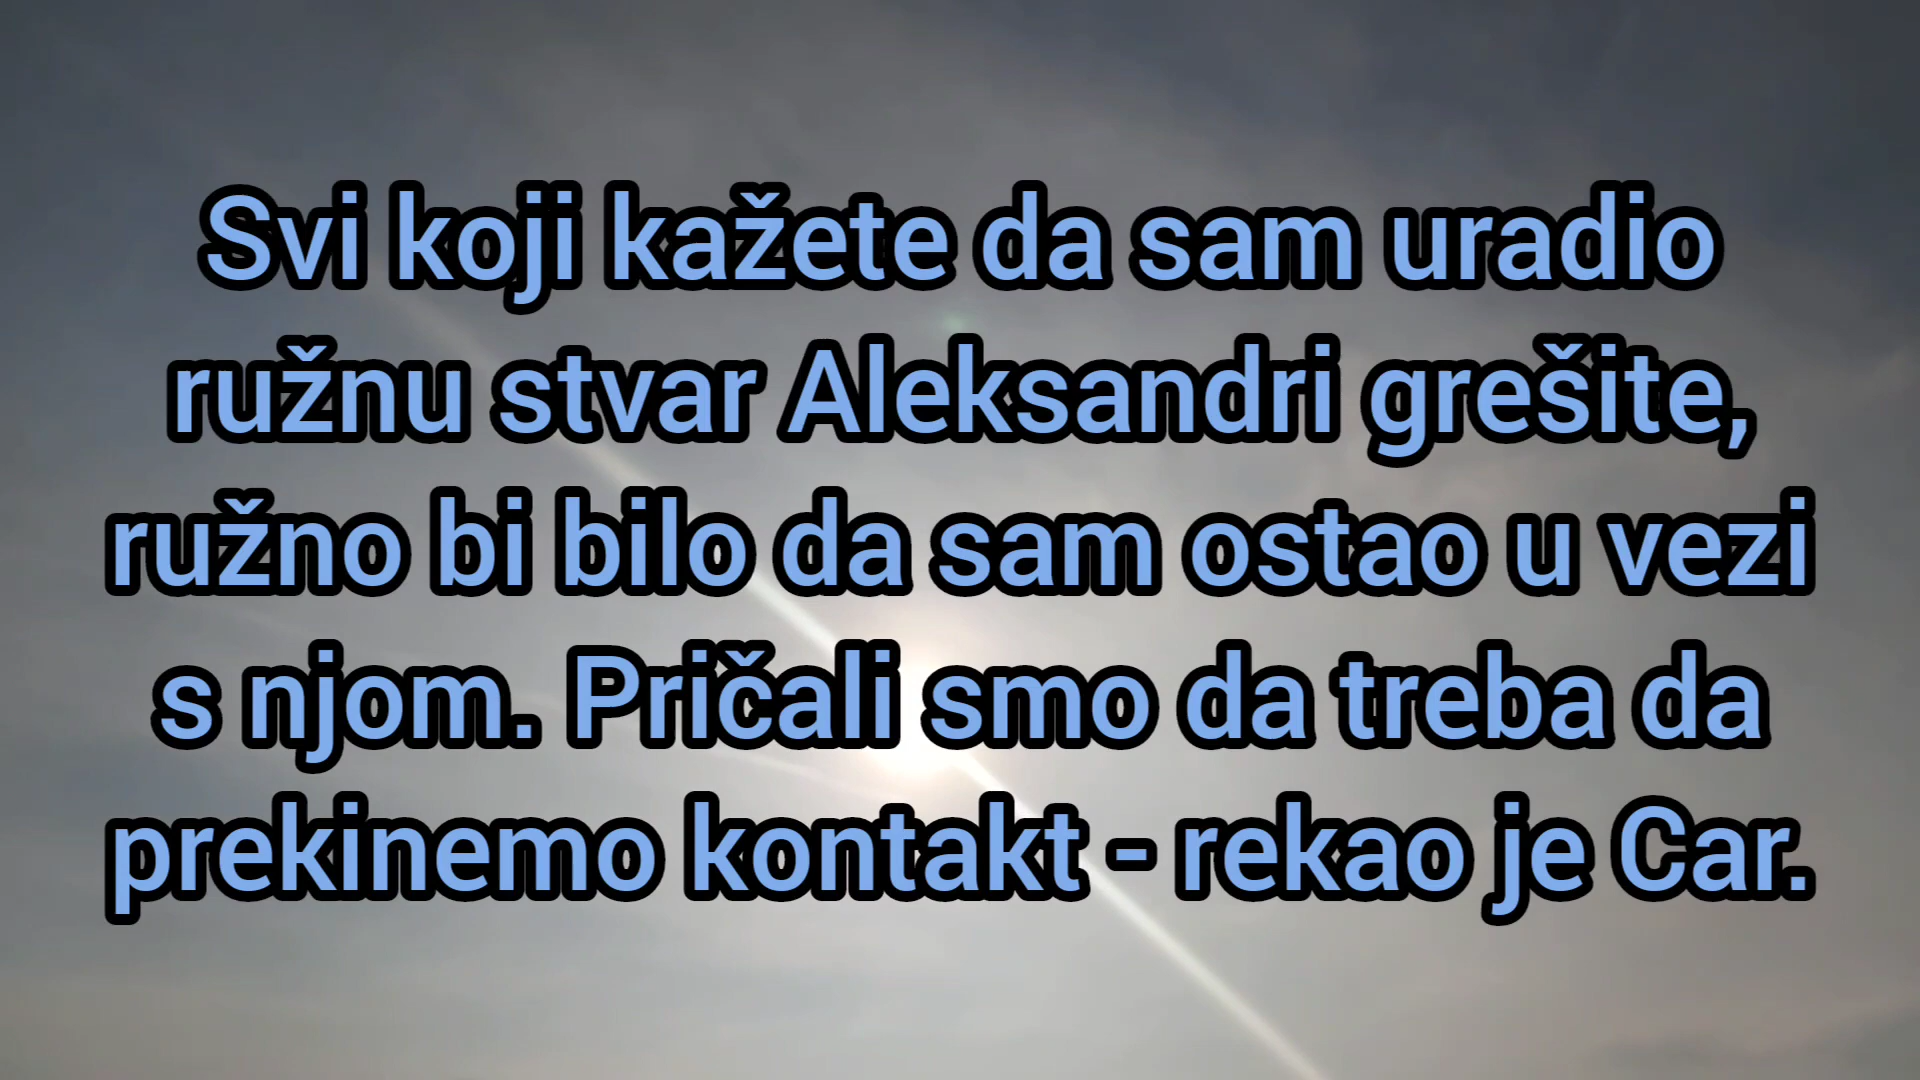 Svi koji kažete da sam uradio
ružnu stvar Aleksandri grešite,
ružno bi bilo da sam ostao u vezi
s njom. Pričali smo da treba da
prekinemo kontakt - rekao je Car.